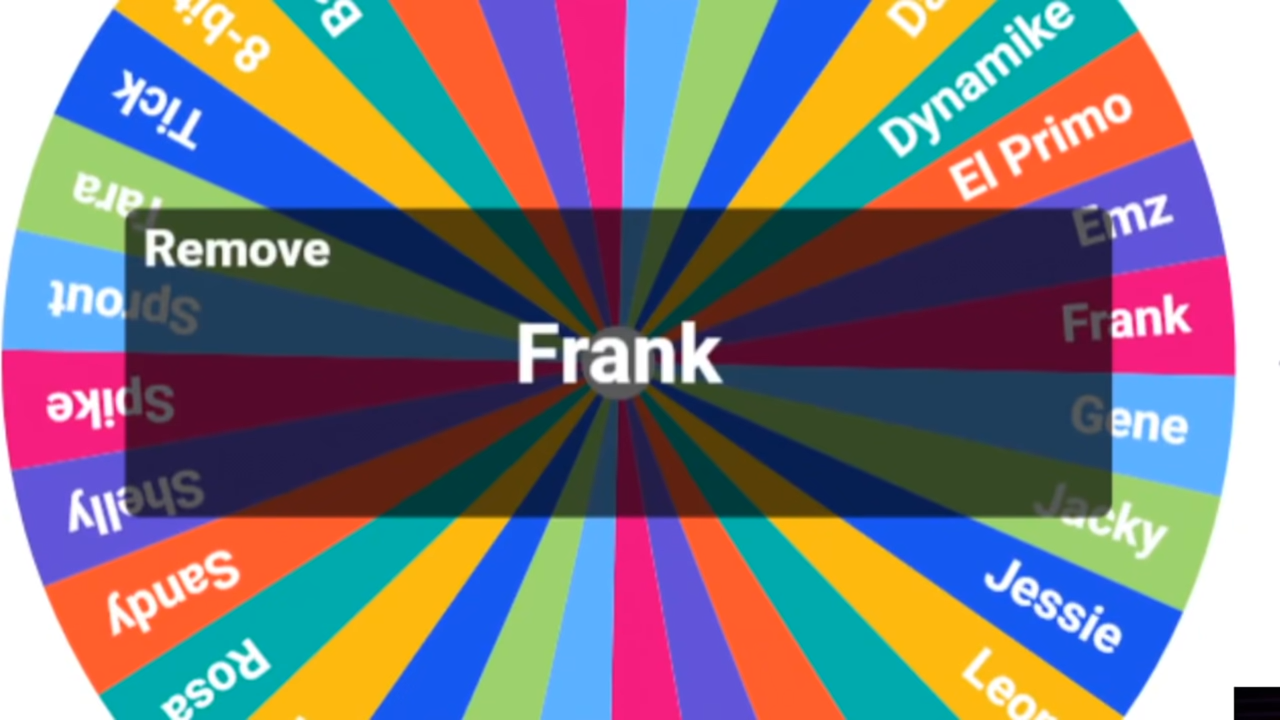 8-bit
Tick
Tara
Sprout
Spike
Shelly
Sandy
Rosa
Remove
Frank
Dynamike
El Primo
Emz
Frank
Gene
Jacky
Jessie